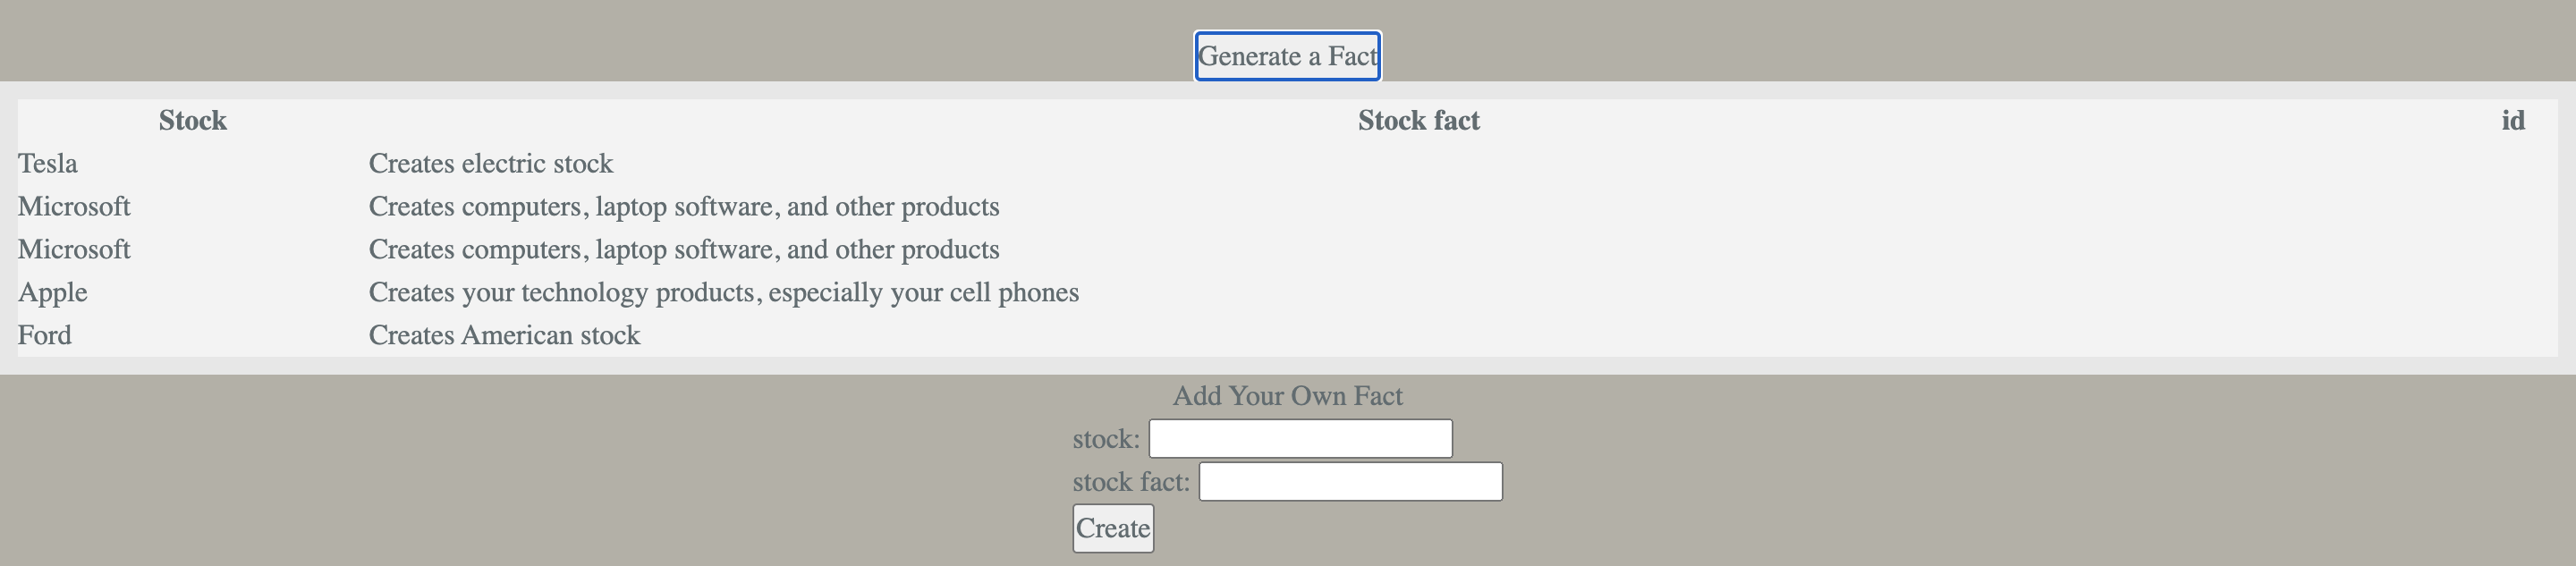 Generate a Fact
Stock Stock fact id
Tesla Creates electric stock
Microsoft Creates computers, laptop software, and other products
Microsoft Creates computers, laptop software, and other products
Apple Creates your technology products, especially your cell phones
Ford Creates American stock
Add Your Own Fact
stock:
stock fact:
Create